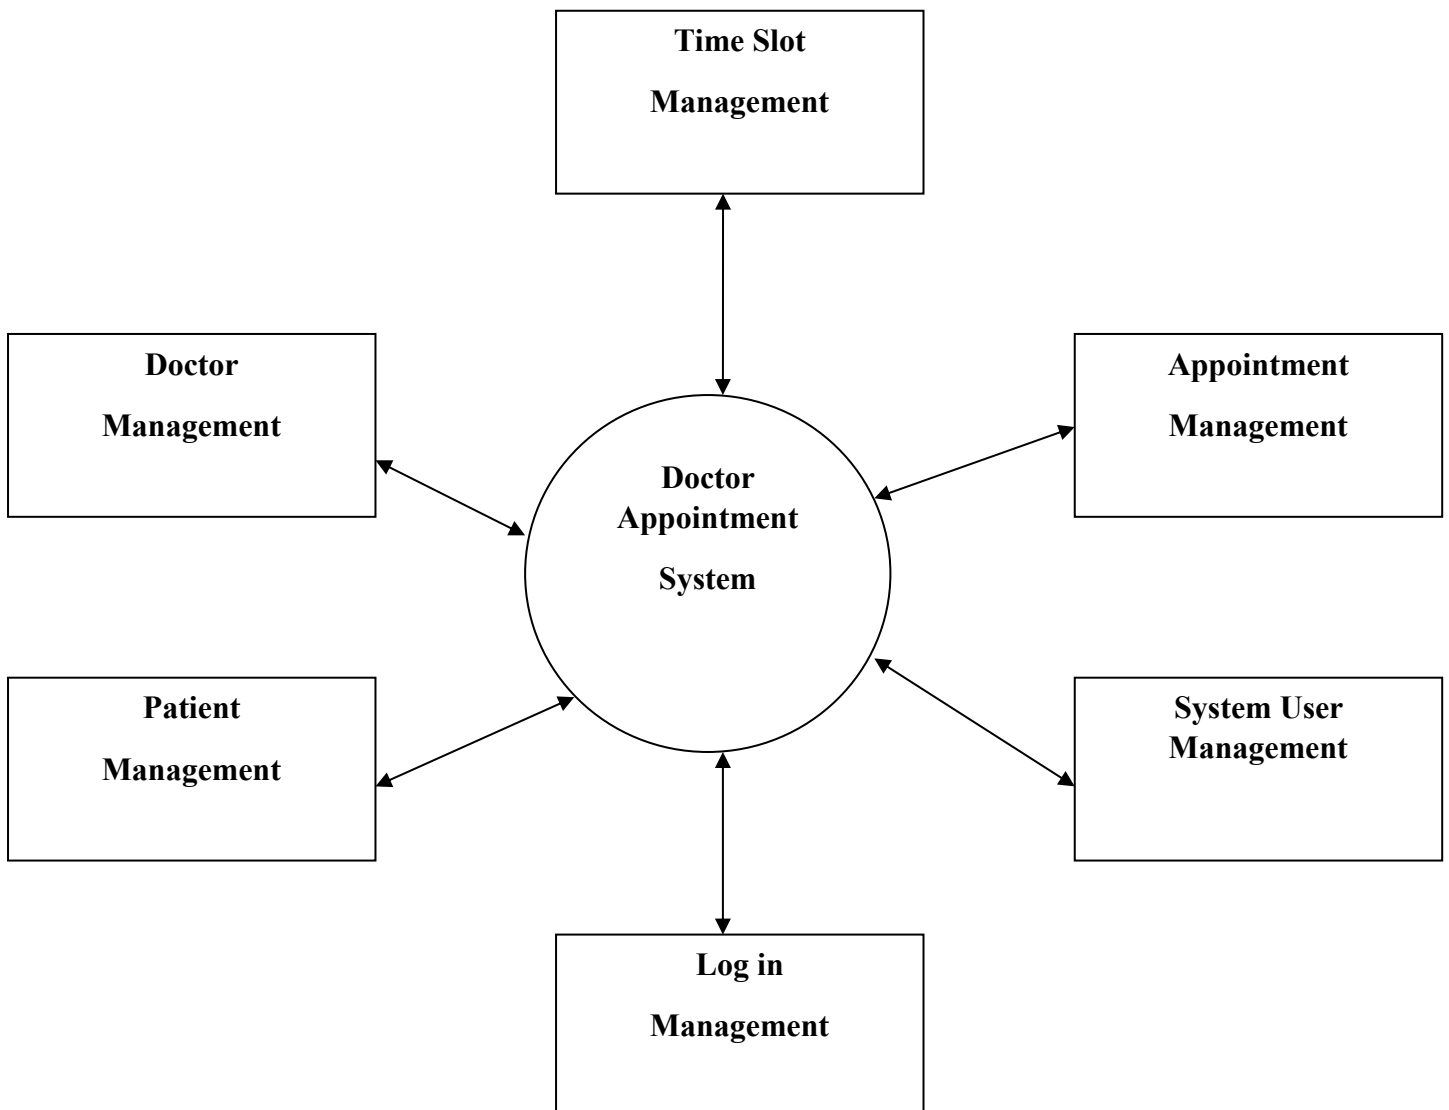 Time Slot
Management
Doctor
Management
Appointment
Management
Doctor
Appointment
System
Patient
Management
System User
Management
Log in
Management